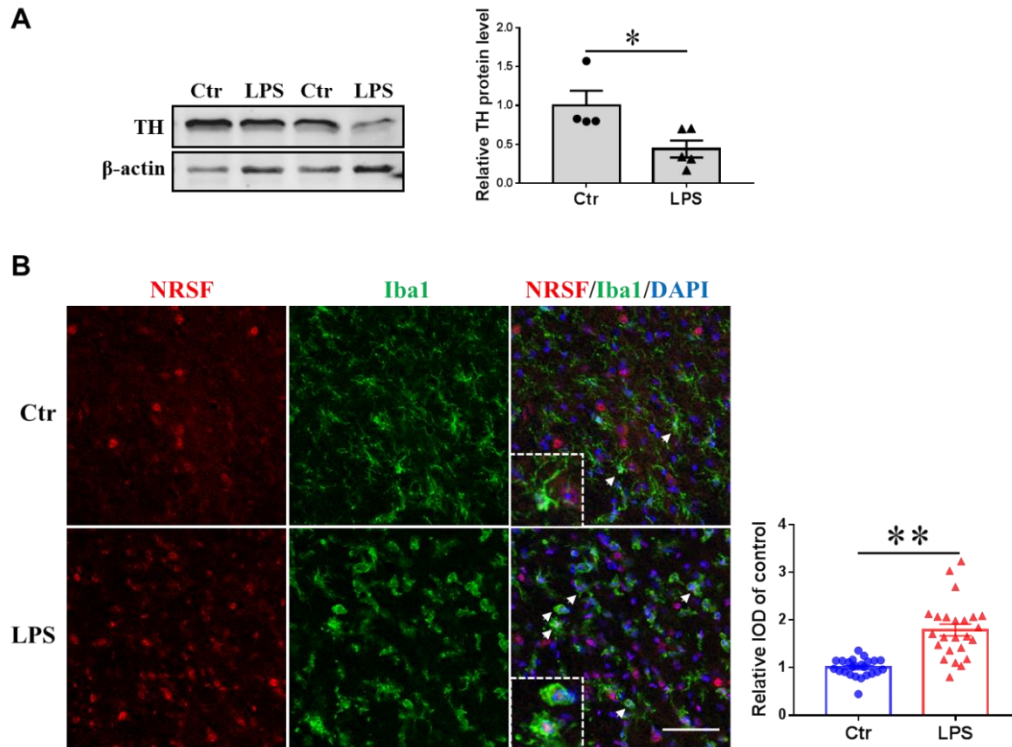 A
Ctr LPS Ctr LPS
TH
β-actin
Relative TH protein level
2.0
1.5
1.0
0.5
0.0
*
Ctr LPS
B
NRSF Iba1 NRSF/Iba1/DAPI
Ctr
LPS
Relative IOD of control
4
3
2
1
0
**
Ctr LPS